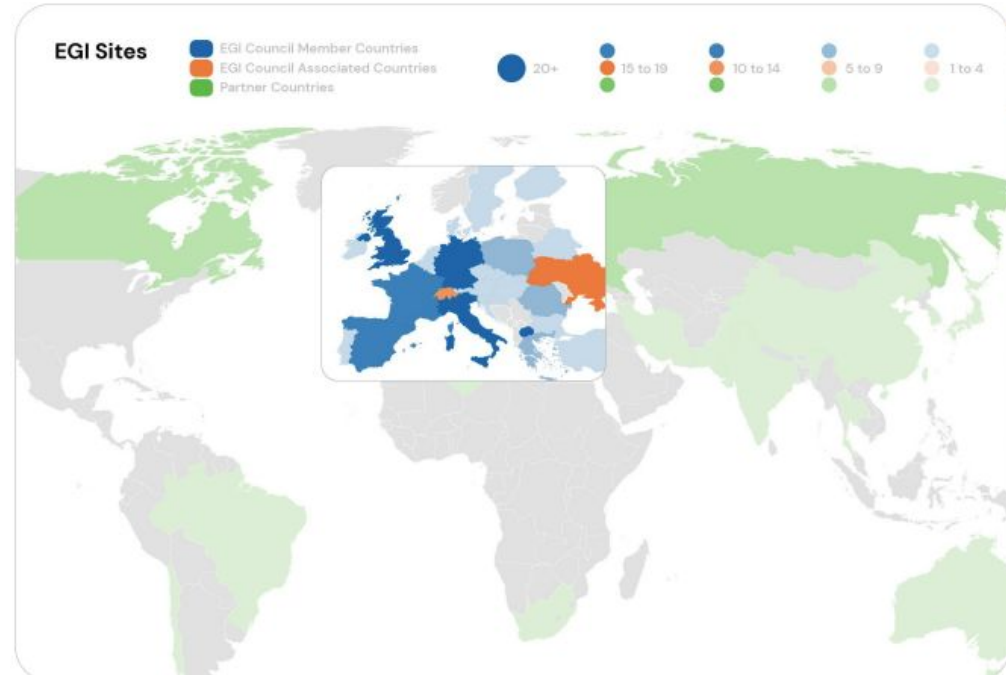 EGI Sites
EGI Council Member Countries
EGI Council Associated Countries
Partner Countries
20+
15 to 19
10 to 14
5 to 9
1 to 4